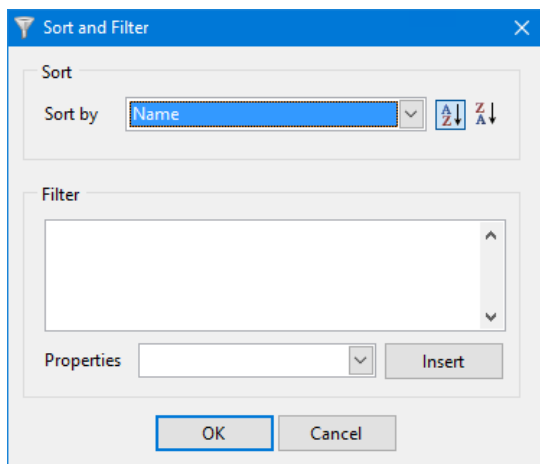 Sort and Filter
Sort
Sort by Name A Z Z A
Filter
Properties Insert
OK Cancel